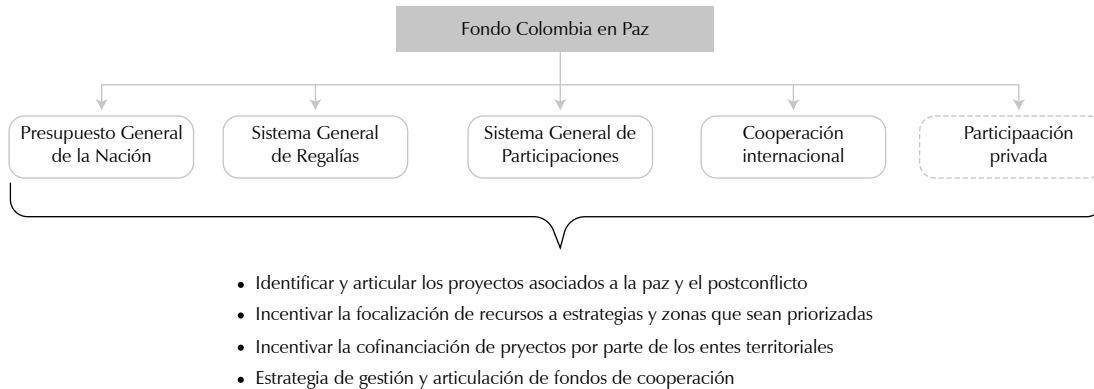 Fondo Colombia en Paz
Presupuesto General
de la Nación
Sistema General
de Regalías
Sistema General de
Participaciones
Cooperación
internacional
Participaación
privada
• Identificar y articular los proyectos asociados a la paz y el postconflicto
• Incentivar la focalización de recursos a estrategias y zonas que sean priorizadas
• Incentivar la cofinanciación de pryectos por parte de los entes territoriales
• Estrategia de gestión y articulación de fondos de cooperación